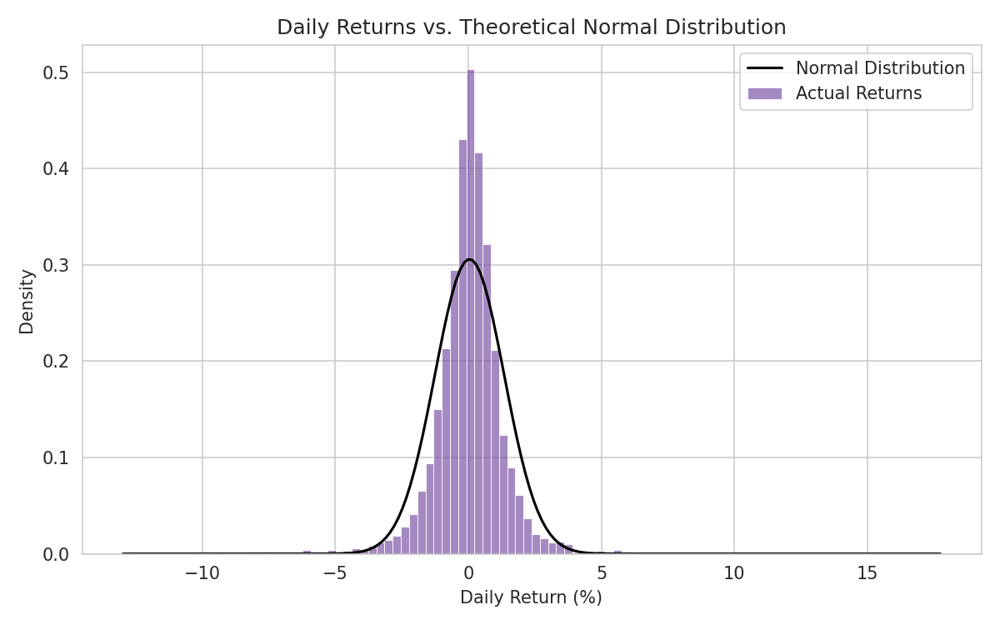 Daily Returns vs. Theoretical Normal Distribution
Normal Distribution
Actual Returns
0.5
0.4
0.3
0.2
0.1
0.0
Density
−10
−5
0
5
10
15
Daily Return (%)